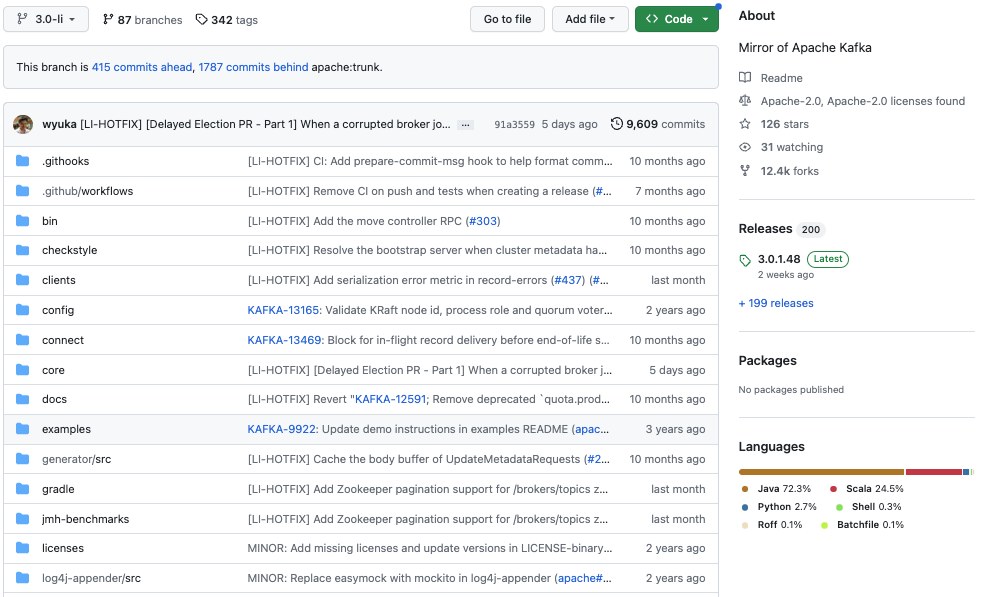 3.0-li 87 branches 342 tags Go to file Add file Code
This branch is 415 commits ahead, 1787 commits behind apache:trunk.
wyuka [LI-HOTFIX] [Delayed Election PR - Part 1] When a corrupted broker jo... ... 91a3559 5 days ago 9,609 commits
.githooks [LI-HOTFIX] CI: Add prepare-commit-msg hook to help format comm... 10 months ago
.github/workflows [LI-HOTFIX] Remove CI on push and tests when creating a release (#... 7 months ago
bin [LI-HOTFIX] Add the move controller RPC (#303) 10 months ago
checkstyle [LI-HOTFIX] Resolve the bootstrap server when cluster metadata ha... 10 months ago
clients [LI-HOTFIX] Add serialization error metric in record-errors (#437) (#... last month
config KAFKA-13165: Validate KRaft node id, process role and quorum voter... 2 years ago
connect KAFKA-13469: Block for in-flight record delivery before end-of-life s... 10 months ago
core [LI-HOTFIX] [Delayed Election PR - Part 1] When a corrupted broker j... 5 days ago
docs [LI-HOTFIX] Revert "KAFKA-12591; Remove deprecated `quota.prod... 10 months ago
examples KAFKA-9922: Update demo instructions in examples README (apac... 3 years ago
generator/src [LI-HOTFIX] Cache the body buffer of UpdateMetadataRequests (#2... 10 months ago
gradle [LI-HOTFIX] Add Zookeeper pagination support for /brokers/topics z... last month
jmh-benchmarks [LI-HOTFIX] Add Zookeeper pagination support for /brokers/topics z... last month
licenses MINOR: Add missing licenses and update versions in LICENSE-binary... 2 years ago
log4j-appender/src MINOR: Replace easymock with mockito in log4j-appender (apache#... 2 years ago
About
Mirror of Apache Kafka
Readme
Apache-2.0, Apache-2.0 licenses found
126 stars
31 watching
12.4k forks
Releases 200
3.0.1.48 Latest
2 weeks ago
+ 199 releases
Packages
No packages published
Languages
Java 72.3% Scala 24.5%
Python 2.7% Shell 0.3%
Roff 0.1% Batchfile 0.1%